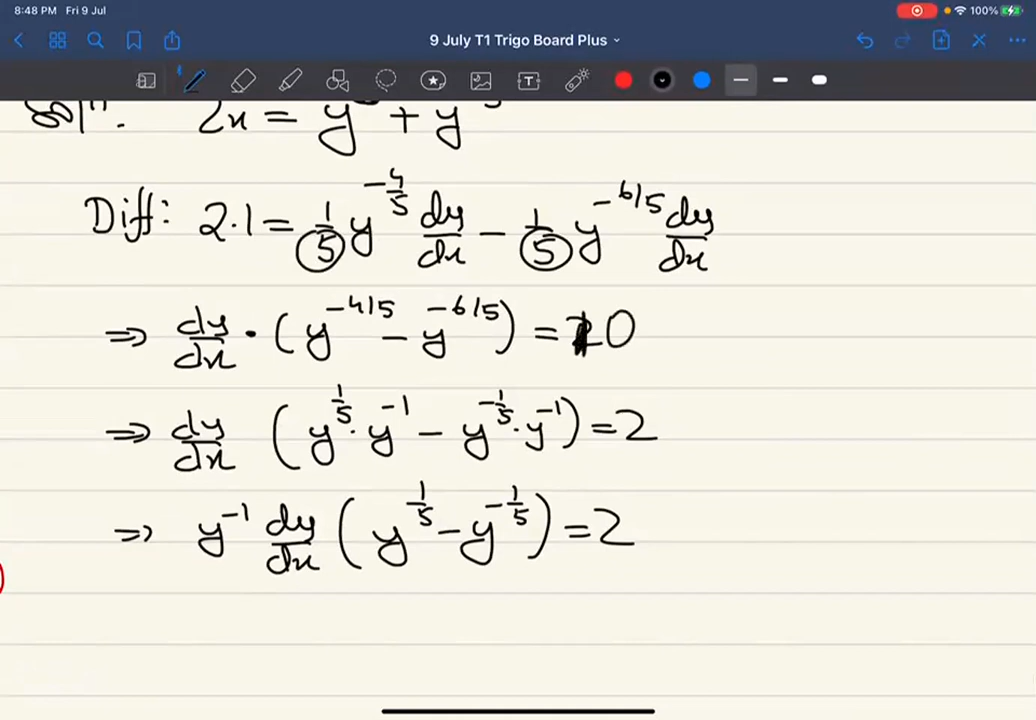 8:48 PM Fri 9 Jul 100%
9 July T1 Trigo Board Plus
Solⁿ. 2x = y + y
Diff: 2·1 = 1/5 y^(-4/5) dy/dx - 1/5 y^(-6/5) dy/dx
⇒ dy/dx · (y^(-4/5) - y^(-6/5)) = 10
⇒ dy/dx (y^(1/5) · y^(-1) - y^(-1/5) · y^(-1)) = 2
⇒ y^(-1) dy/dx (y^(1/5) - y^(-1/5)) = 2